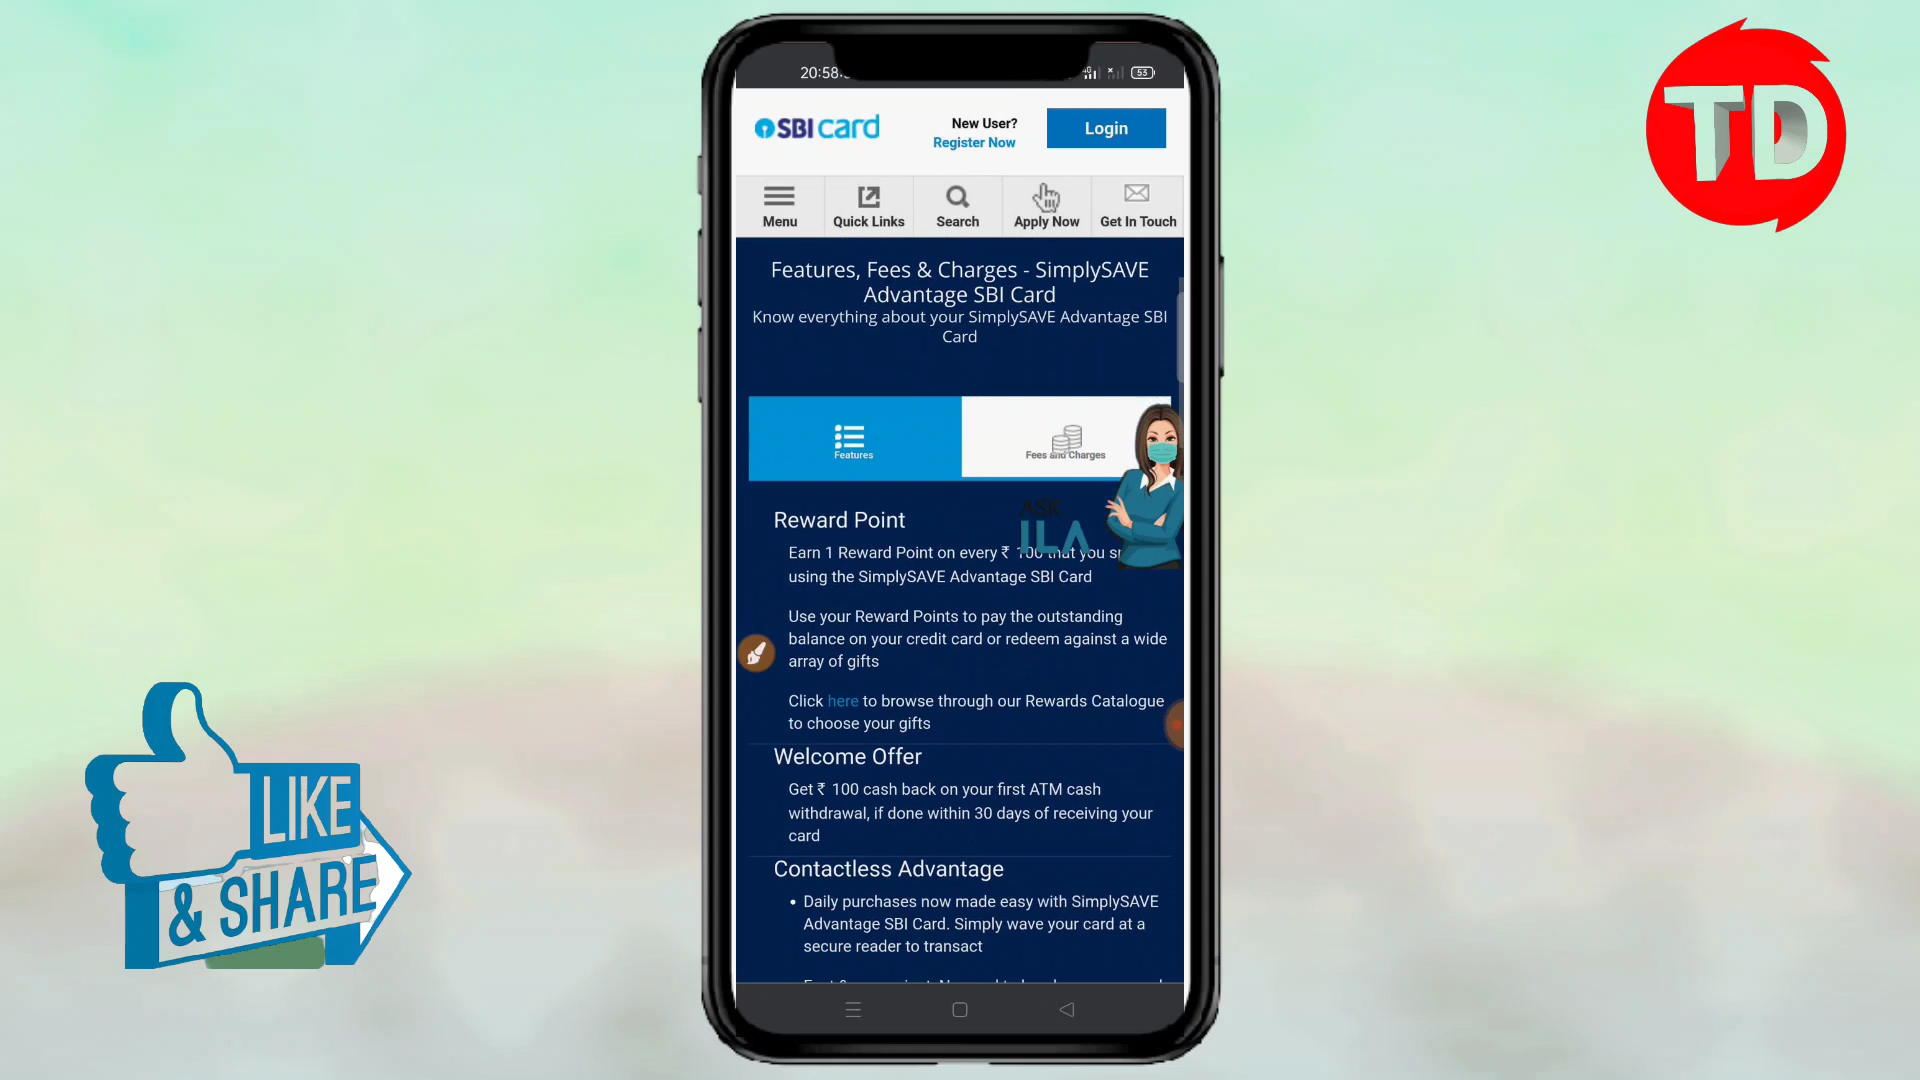 20:58
4G
53
SBI card
New User?
Register Now
Login
Menu
Quick Links
Search
Apply Now
Get In Touch
Features, Fees & Charges - SimplySAVE
Advantage SBI Card
Know everything about your SimplySAVE Advantage SBI
Card
Features
Fees and Charges
ASK
ILA
Reward Point
Earn 1 Reward Point on every ₹ 100 that you
using the SimplySAVE Advantage SBI Card
Use your Reward Points to pay the outstanding
balance on your credit card or redeem against a wide
array of gifts
Click here to browse through our Rewards Catalogue
to choose your gifts
Welcome Offer
Get ₹ 100 cash back on your first ATM cash
withdrawal, if done within 30 days of receiving your
card
Contactless Advantage
• Daily purchases now made easy with SimplySAVE
Advantage SBI Card. Simply wave your card at a
secure reader to transact
TD
LIKE
& SHARE